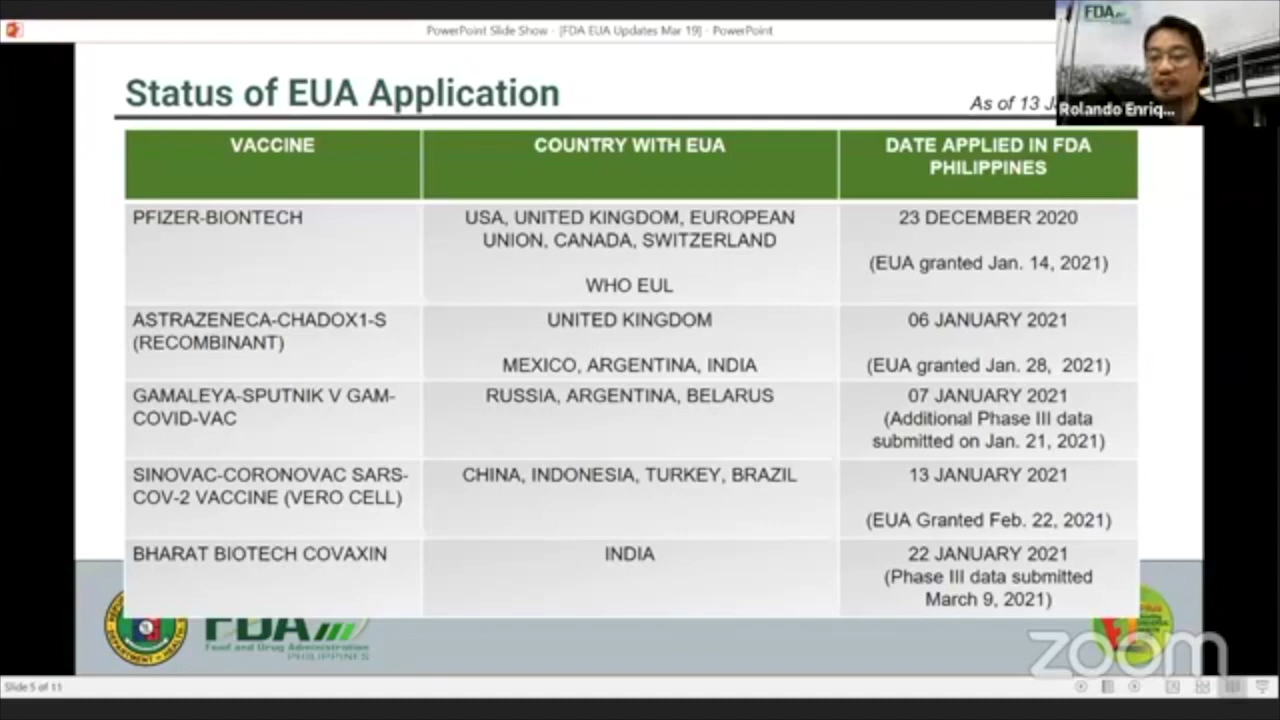 PowerPoint Slide Show - [FDA EUA Updates Mar 19] - PowerPoint
FDA
Rolando Enriq...
Status of EUA Application
As of 13
VACCINE
COUNTRY WITH EUA
DATE APPLIED IN FDA
PHILIPPINES
PFIZER-BIONTECH
USA, UNITED KINGDOM, EUROPEAN
UNION, CANADA, SWITZERLAND
WHO EUL
23 DECEMBER 2020
(EUA granted Jan. 14, 2021)
ASTRAZENECA-CHADOX1-S
(RECOMBINANT)
UNITED KINGDOM
MEXICO, ARGENTINA, INDIA
06 JANUARY 2021
(EUA granted Jan. 28, 2021)
GAMALEYA-SPUTNIK V GAM-
COVID-VAC
RUSSIA, ARGENTINA, BELARUS
07 JANUARY 2021
(Additional Phase III data
submitted on Jan. 21, 2021)
SINOVAC-CORONOVAC SARS-
COV-2 VACCINE (VERO CELL)
CHINA, INDONESIA, TURKEY, BRAZIL
13 JANUARY 2021
(EUA Granted Feb. 22, 2021)
BHARAT BIOTECH COVAXIN
INDIA
22 JANUARY 2021
(Phase III data submitted
March 9, 2021)
FDA
Food and Drug Administration
PHILIPPINES
zoom
Slide 5 of 11